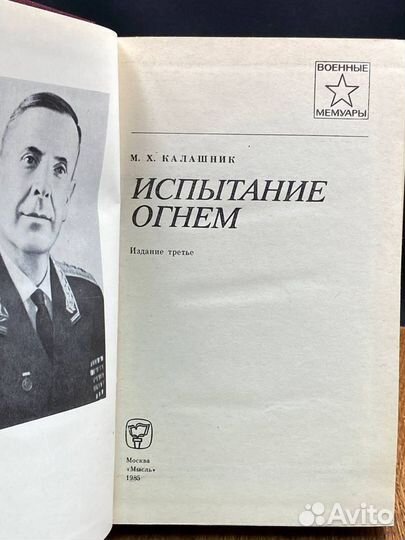 ВОЕННЫЕ
МЕМУАРЫ
М. Х. КАЛАШНИК
ИСПЫТАНИЕ
ОГНЕМ
Издание третье
Москва
«Мысль»
1985
Avito